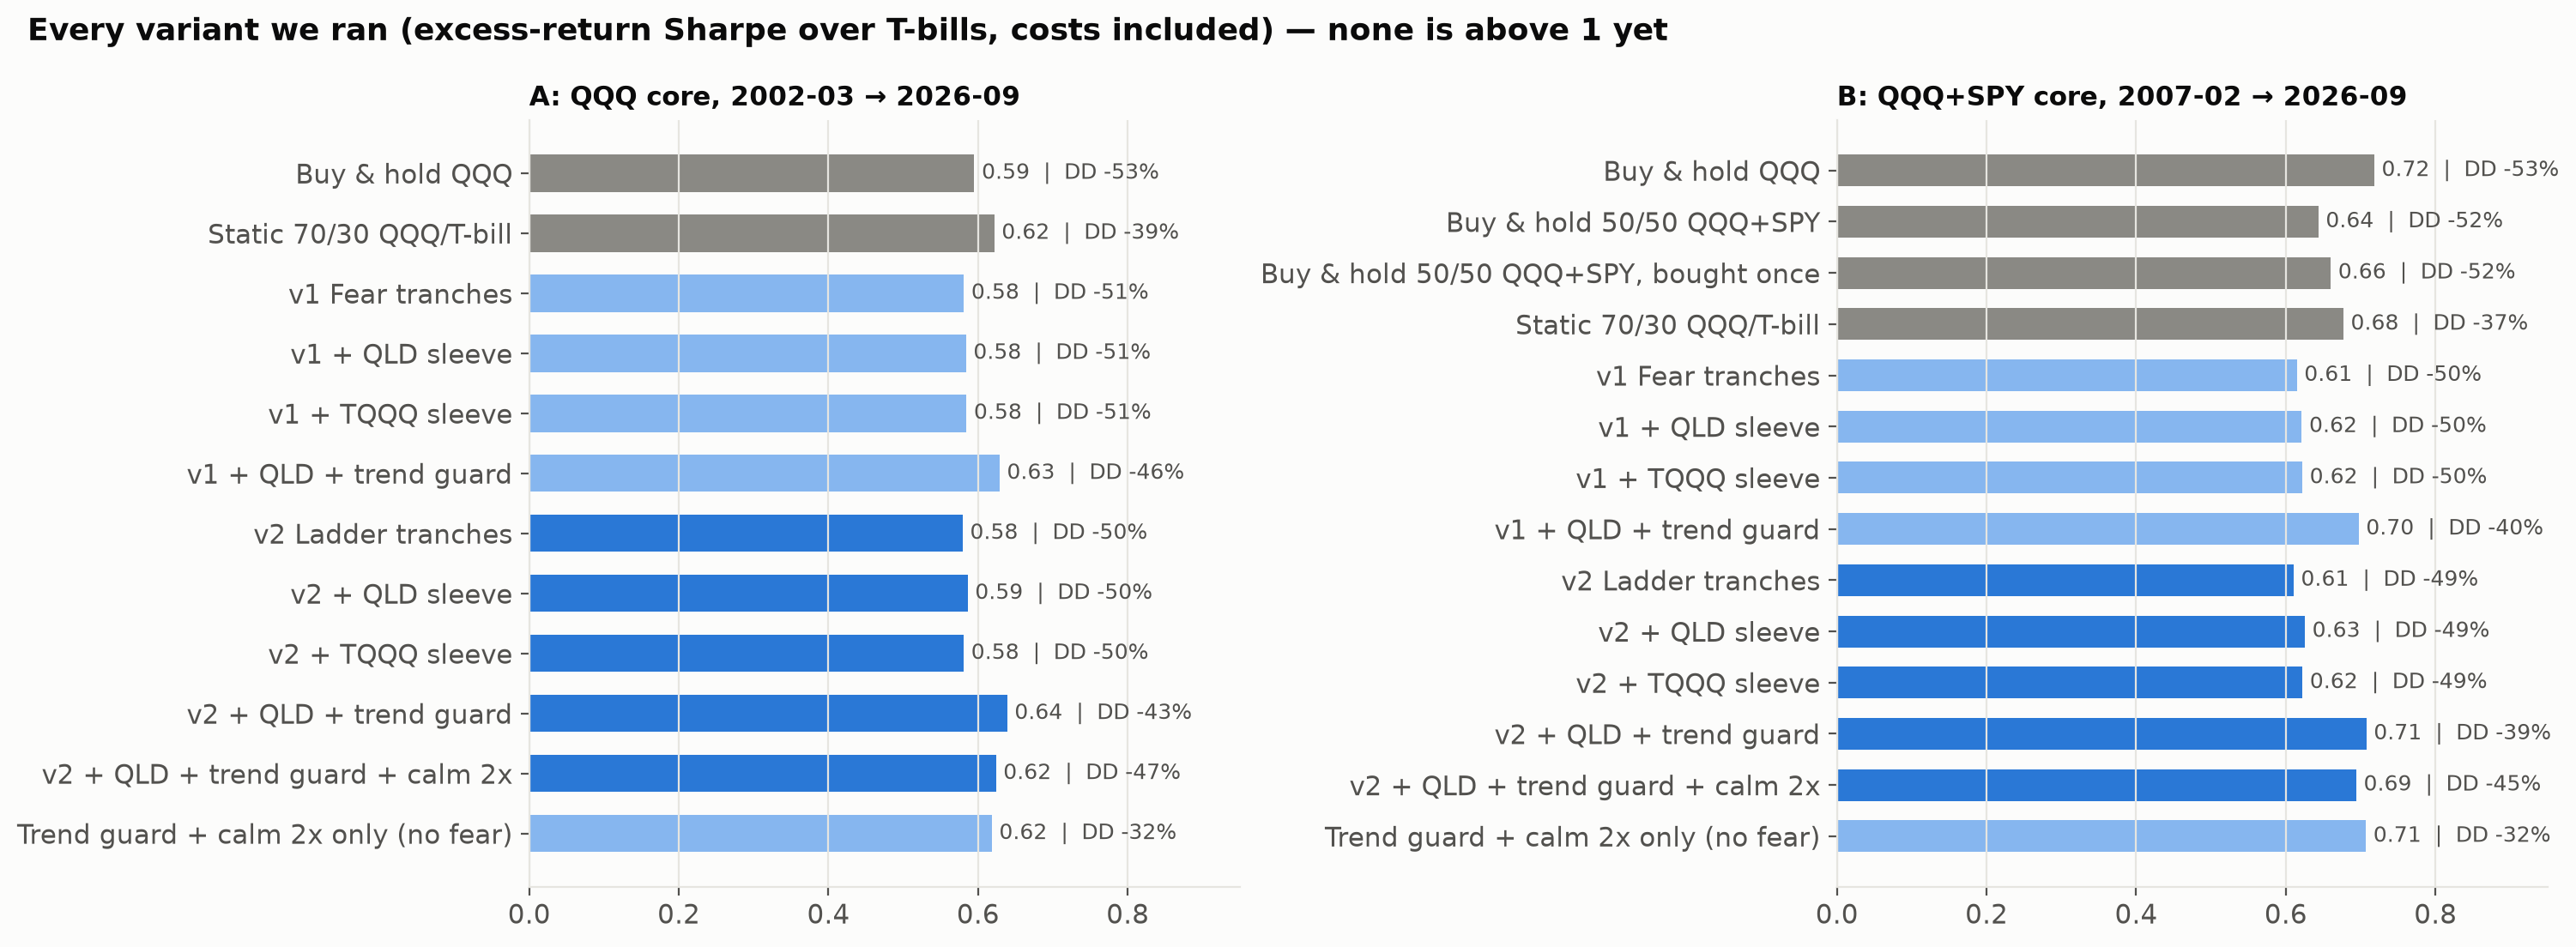 Every variant we ran (excess-return Sharpe over T-bills, costs included) — none is above 1 yet
A: QQQ core, 2002-03 → 2026-09
Buy & hold QQQ 0.59 | DD -53%
Static 70/30 QQQ/T-bill 0.62 | DD -39%
v1 Fear tranches 0.58 | DD -51%
v1 + QLD sleeve 0.58 | DD -51%
v1 + TQQQ sleeve 0.58 | DD -51%
v1 + QLD + trend guard 0.63 | DD -46%
v2 Ladder tranches 0.58 | DD -50%
v2 + QLD sleeve 0.59 | DD -50%
v2 + TQQQ sleeve 0.58 | DD -50%
v2 + QLD + trend guard 0.64 | DD -43%
v2 + QLD + trend guard + calm 2x 0.62 | DD -47%
Trend guard + calm 2x only (no fear) 0.62 | DD -32%
0.0 0.2 0.4 0.6 0.8
B: QQQ+SPY core, 2007-02 → 2026-09
Buy & hold QQQ 0.72 | DD -53%
Buy & hold 50/50 QQQ+SPY 0.64 | DD -52%
Buy & hold 50/50 QQQ+SPY, bought once 0.66 | DD -52%
Static 70/30 QQQ/T-bill 0.68 | DD -37%
v1 Fear tranches 0.61 | DD -50%
v1 + QLD sleeve 0.62 | DD -50%
v1 + TQQQ sleeve 0.62 | DD -50%
v1 + QLD + trend guard 0.70 | DD -40%
v2 Ladder tranches 0.61 | DD -49%
v2 + QLD sleeve 0.63 | DD -49%
v2 + TQQQ sleeve 0.62 | DD -49%
v2 + QLD + trend guard 0.71 | DD -39%
v2 + QLD + trend guard + calm 2x 0.69 | DD -45%
Trend guard + calm 2x only (no fear) 0.71 | DD -32%
0.0 0.2 0.4 0.6 0.8